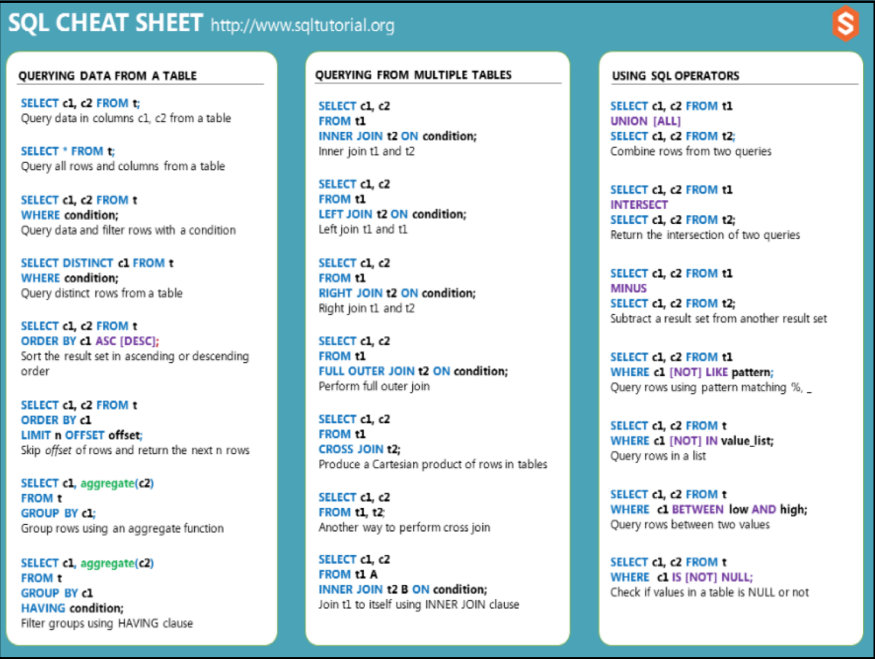 SQL CHEAT SHEET http://www.sqltutorial.org
S
QUERYING DATA FROM A TABLE
SELECT c1, c2 FROM t;
Query data in columns c1, c2 from a table
SELECT * FROM t;
Query all rows and columns from a table
SELECT c1, c2 FROM t
WHERE condition;
Query data and filter rows with a condition
SELECT DISTINCT c1 FROM t
WHERE condition;
Query distinct rows from a table
SELECT c1, c2 FROM t
ORDER BY c1 ASC [DESC];
Sort the result set in ascending or descending
order
SELECT c1, c2 FROM t
ORDER BY c1
LIMIT n OFFSET offset;
Skip offset of rows and return the next n rows
SELECT c1, aggregate(c2)
FROM t
GROUP BY c1;
Group rows using an aggregate function
SELECT c1, aggregate(c2)
FROM t
GROUP BY c1
HAVING condition;
Filter groups using HAVING clause
QUERYING FROM MULTIPLE TABLES
SELECT c1, c2
FROM t1
INNER JOIN t2 ON condition;
Inner join t1 and t2
SELECT c1, c2
FROM t1
LEFT JOIN t2 ON condition;
Left join t1 and t1
SELECT c1, c2
FROM t1
RIGHT JOIN t2 ON condition;
Right join t1 and t2
SELECT c1, c2
FROM t1
FULL OUTER JOIN t2 ON condition;
Perform full outer join
SELECT c1, c2
FROM t1
CROSS JOIN t2;
Produce a Cartesian product of rows in tables
SELECT c1, c2
FROM t1, t2;
Another way to perform cross join
SELECT c1, c2
FROM t1 A
INNER JOIN t2 B ON condition;
Join t1 to itself using INNER JOIN clause
USING SQL OPERATORS
SELECT c1, c2 FROM t1
UNION [ALL]
SELECT c1, c2 FROM t2;
Combine rows from two queries
SELECT c1, c2 FROM t1
INTERSECT
SELECT c1, c2 FROM t2;
Return the intersection of two queries
SELECT c1, c2 FROM t1
MINUS
SELECT c1, c2 FROM t2;
Subtract a result set from another result set
SELECT c1, c2 FROM t1
WHERE c1 [NOT] LIKE pattern;
Query rows using pattern matching %, _
SELECT c1, c2 FROM t
WHERE c1 [NOT] IN value_list;
Query rows in a list
SELECT c1, c2 FROM t
WHERE c1 BETWEEN low AND high;
Query rows between two values
SELECT c1, c2 FROM t
WHERE c1 IS [NOT] NULL;
Check if values in a table is NULL or not